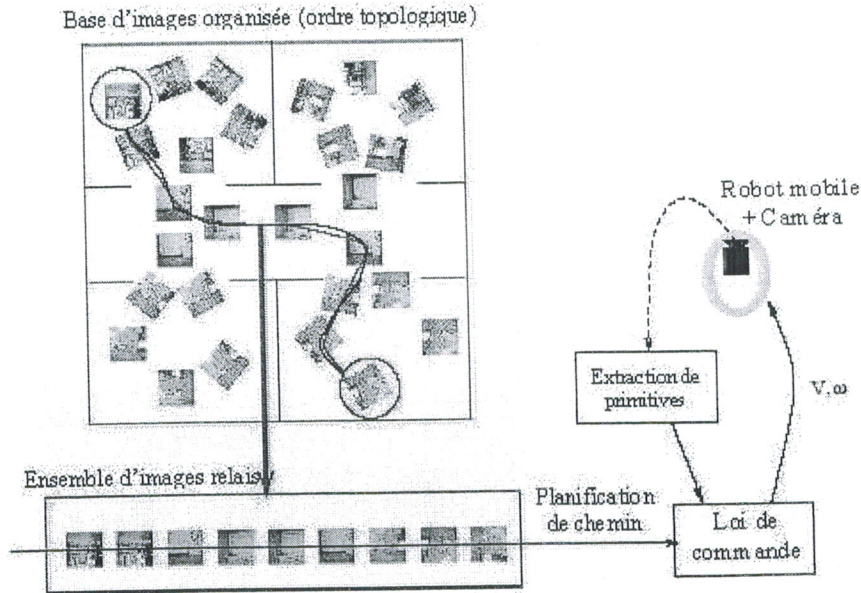 Base d'images organisée (ordre topologique)
Robot mobile
+ Caméra
Extraction de
primitives
V,ω
Ensemble d'images relais
Planification
de chemin
Loi de
commande